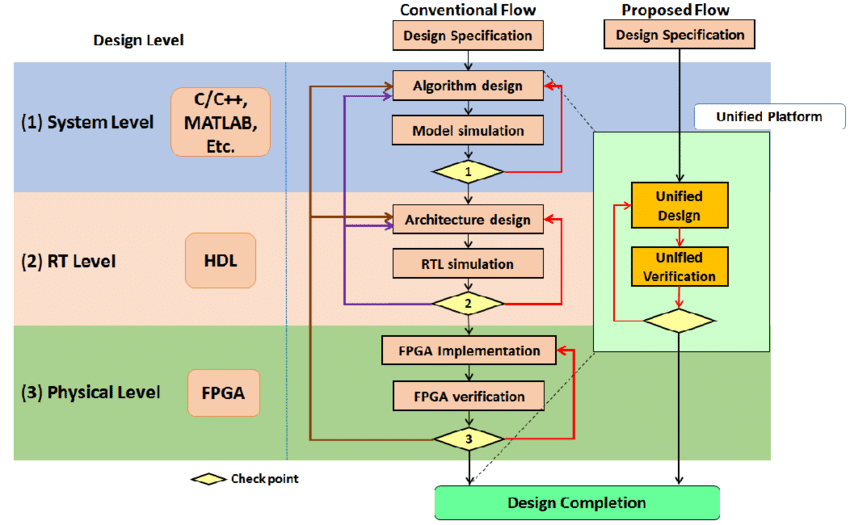 Conventional Flow
Proposed Flow
Design Level
Design Specification
Design Specification
(1) System Level
C/C++,
MATLAB,
Etc.
Algorithm design
Model simulation
1
Unified Platform
(2) RT Level
HDL
Architecture design
RTL simulation
2
Unified
Design
Unified
Verification
(3) Physical Level
FPGA
FPGA Implementation
FPGA verification
3
Check point
Design Completion